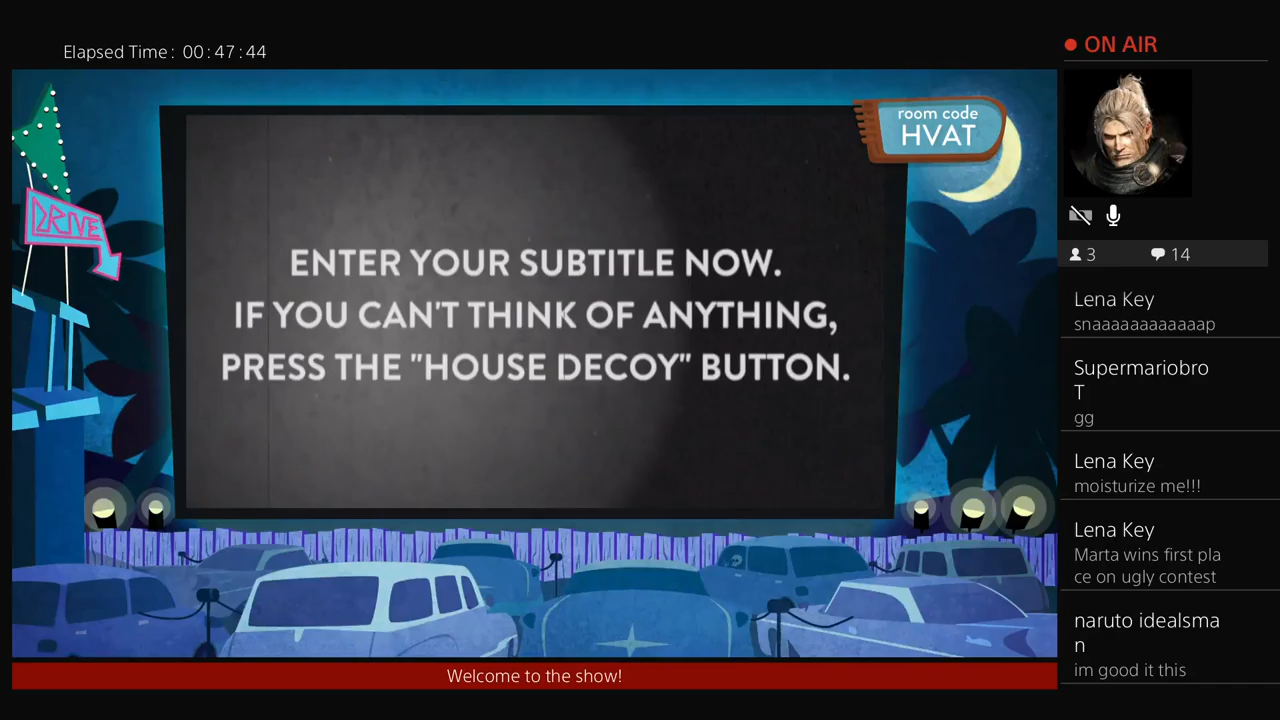 Elapsed Time: 00:47:44
ON AIR
DRIVE
room code
HVAT
ENTER YOUR SUBTITLE NOW.
IF YOU CAN'T THINK OF ANYTHING,
PRESS THE "HOUSE DECOY" BUTTON.
3 14
Lena Key
snaaaaaaaaaaap
Supermariobro
T
gg
Lena Key
moisturize me!!!
Lena Key
Marta wins first pla
ce on ugly contest
naruto idealsma
n
im good it this
Welcome to the show!